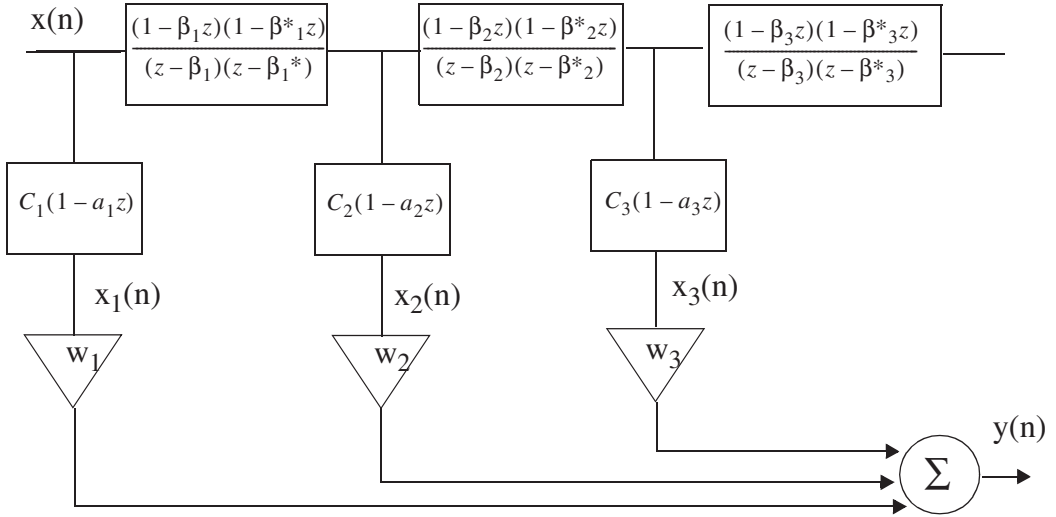 x(n)
(1 – β₁z)(1 – β*₁z)
(z – β₁)(z – β₁*)
(1 – β₂z)(1 – β*₂z)
(z – β₂)(z – β*₂)
(1 – β₃z)(1 – β*₃z)
(z – β₃)(z – β*₃)
C₁(1 – a₁z)
C₂(1 – a₂z)
C₃(1 – a₃z)
x₁(n)
x₂(n)
x₃(n)
w₁
w₂
w₃
y(n)
Σ